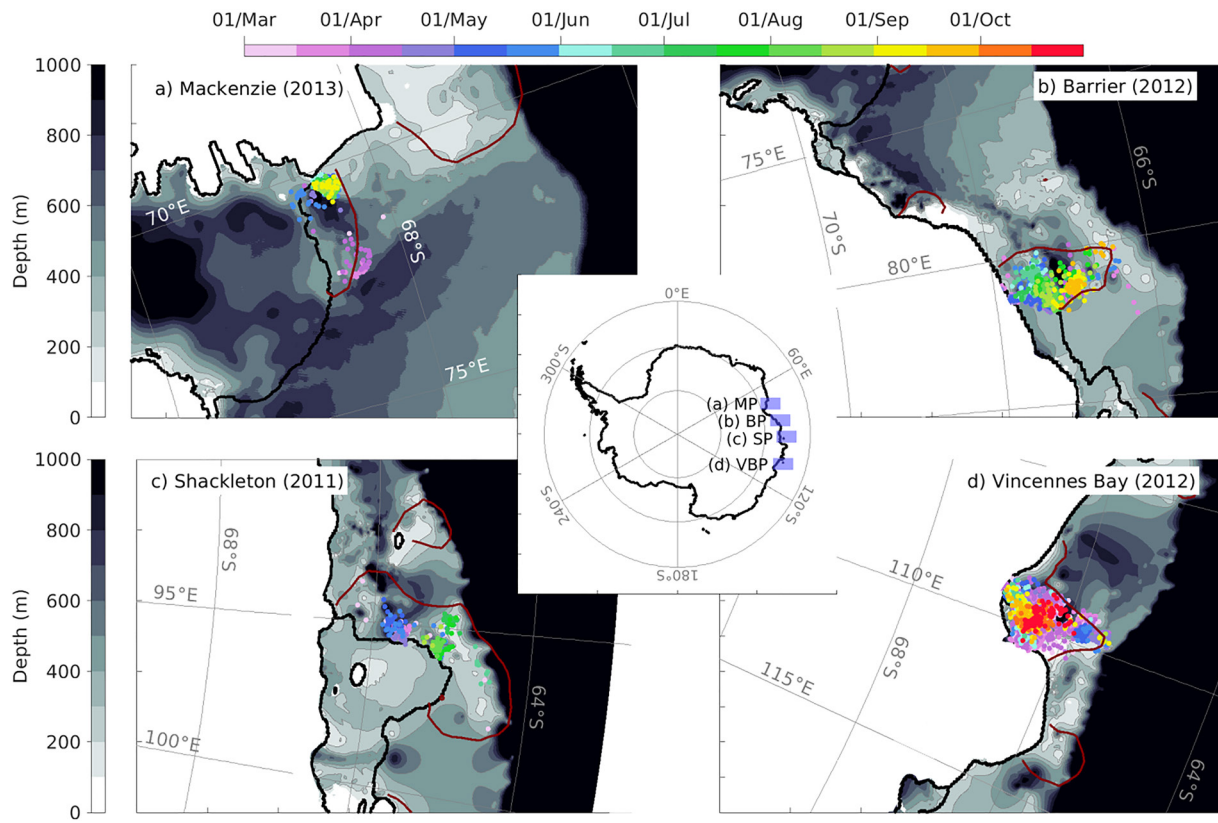 01/Mar 01/Apr 01/May 01/Jun 01/Jul 01/Aug 01/Sep 01/Oct
1000
800
600
400
200
0
Depth (m)
a) Mackenzie (2013)
70°E
68°S
75°E
b) Barrier (2012)
75°E
66°S
70°S
80°E
0°E
300°S
60°E
(a) MP
(b) BP
(c) SP
(d) VBP
240°S
120°S
180°S
1000
800
600
400
200
0
Depth (m)
c) Shackleton (2011)
68°S
95°E
64°S
100°E
d) Vincennes Bay (2012)
110°E
68°S
115°E
64°S